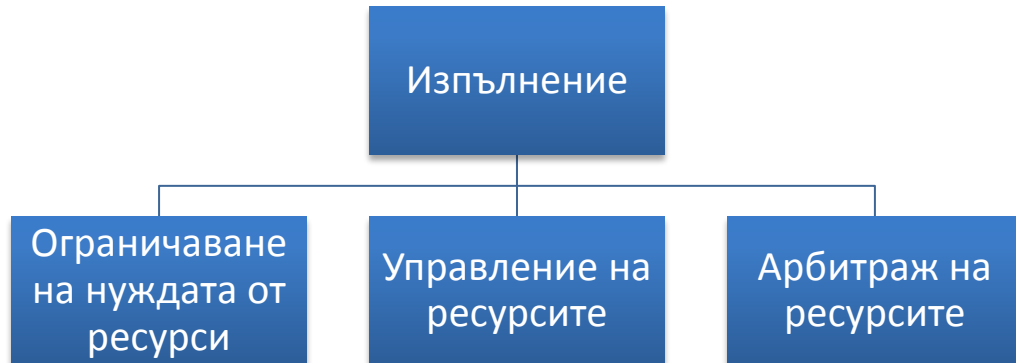 Изпълнение
Ограничаване
на нуждата от
ресурси
Управление на
ресурсите
Арбитраж на
ресурсите